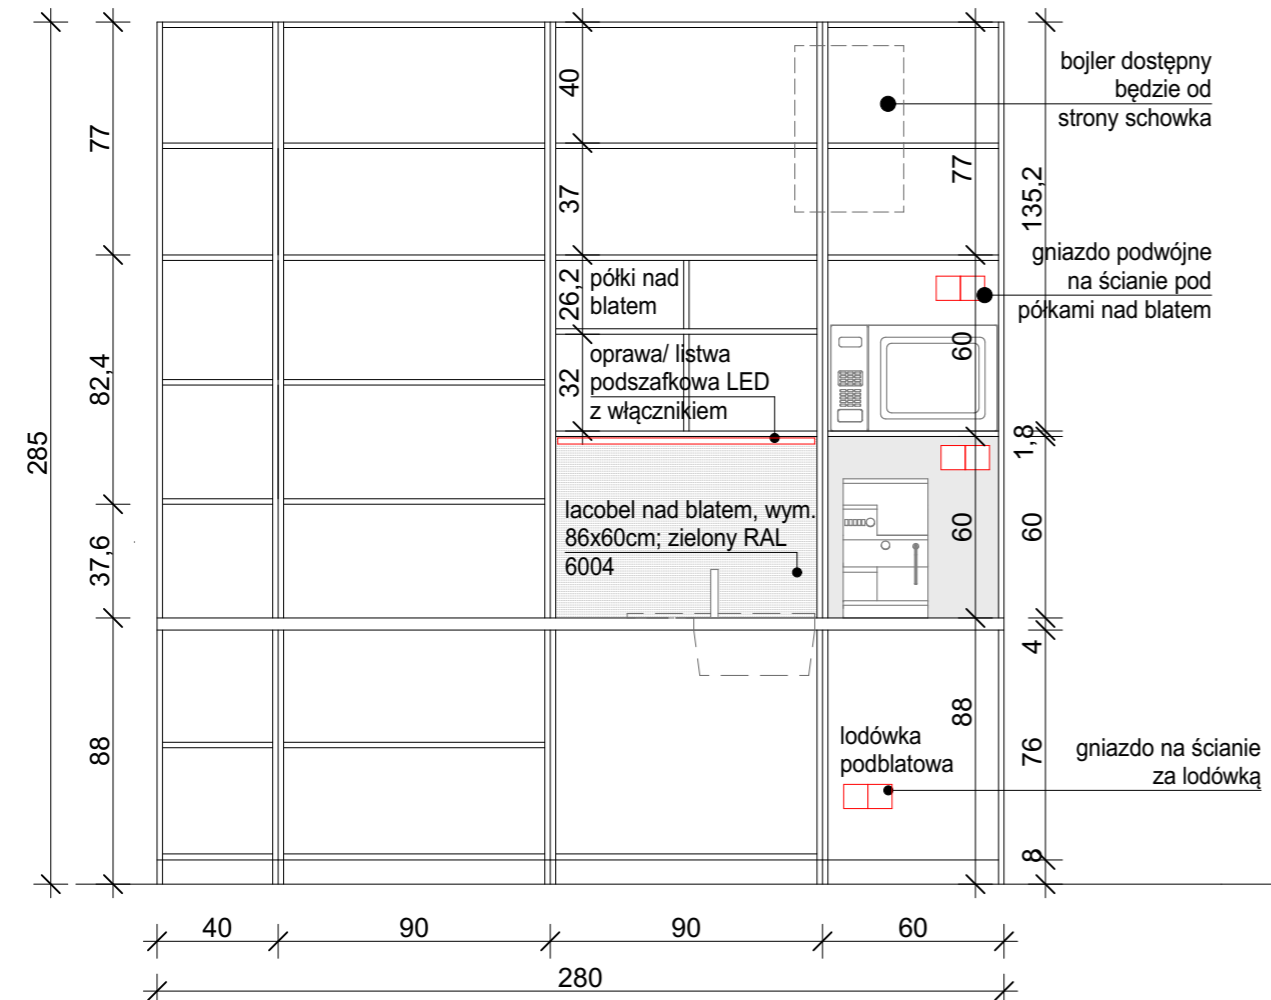 bojler dostępny
będzie od
strony schowka
gniazdo podwójne
na ścianie pod
półkami nad blatem
półki nad
blatem
oprawa/ listwa
podszafkowa LED
z włącznikiem
lacobel nad blatem, wym.
86x60cm; zielony RAL
6004
lodówka
podblatowa
gniazdo na ścianie
za lodówką
285
77
82,4
37,6
88
40
37
26,2
32
77
60
60
88
135,2
1,8
60
4
76
8
40
90
90
60
280